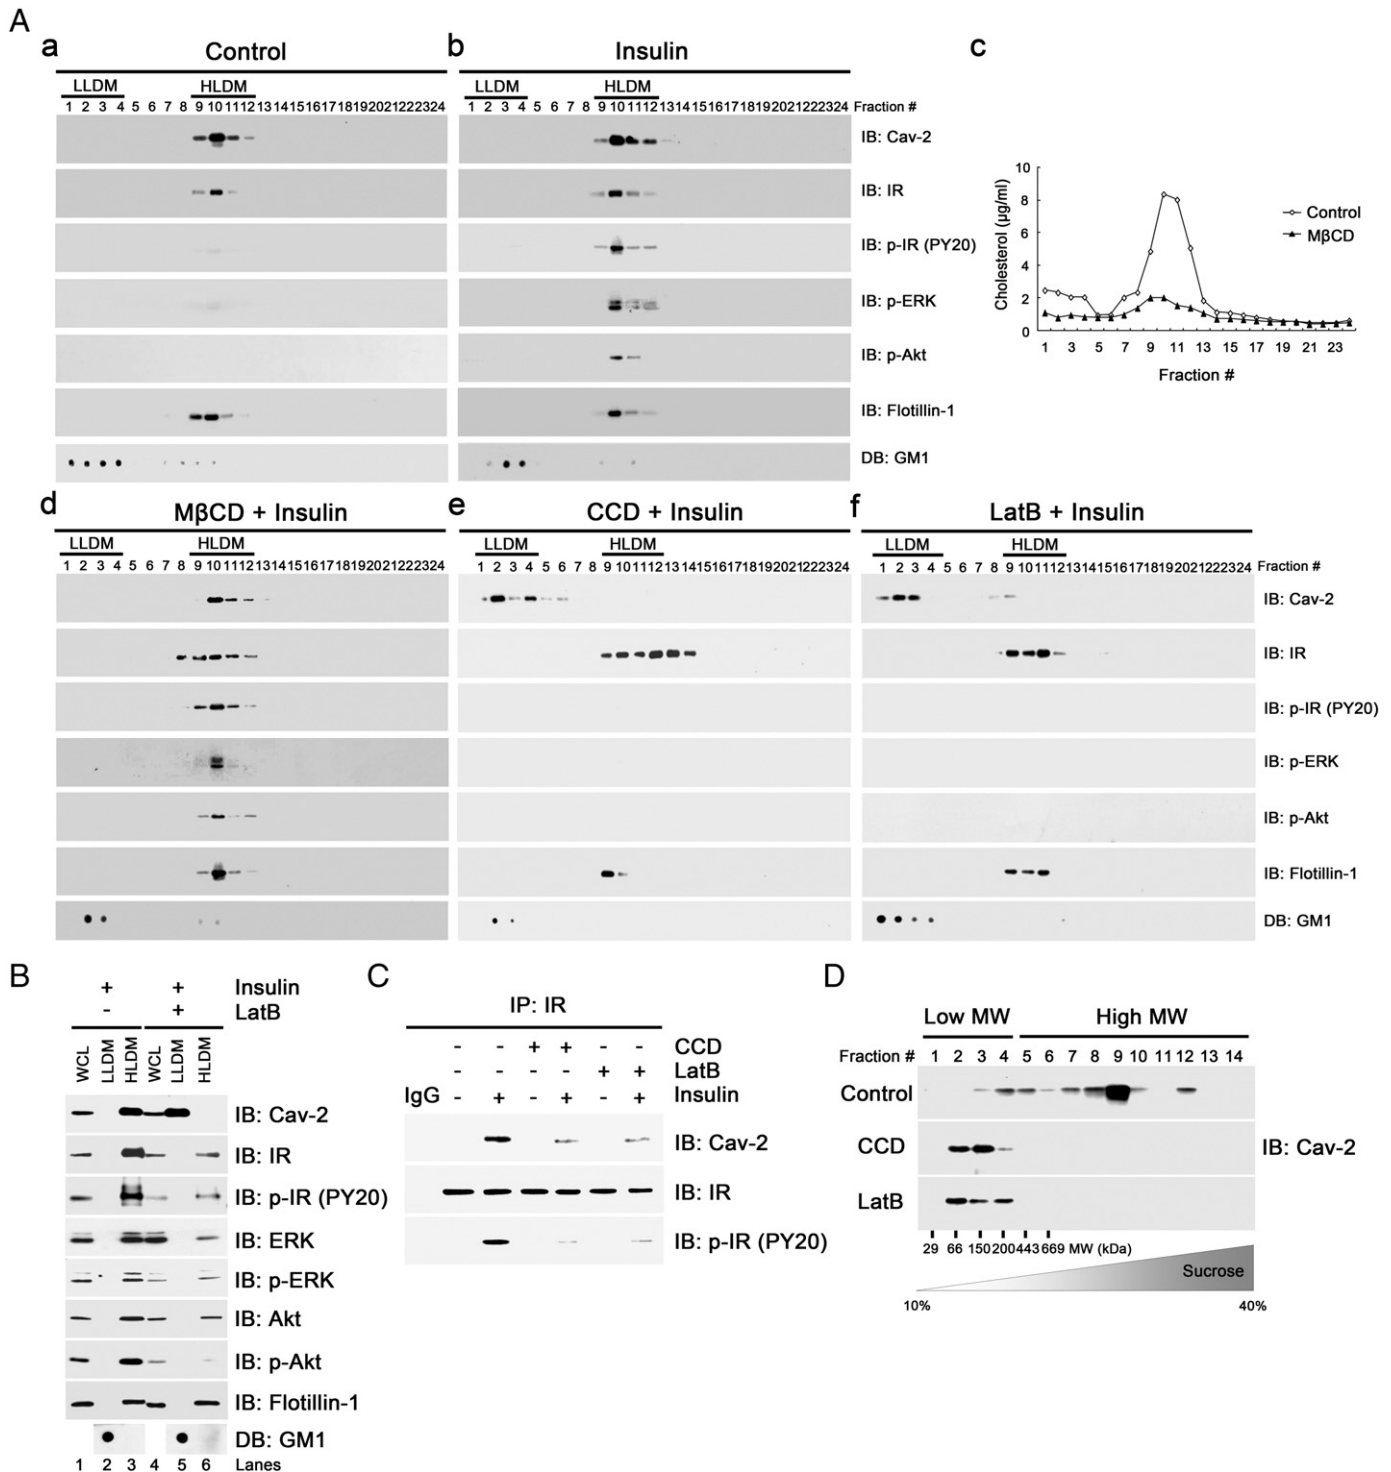 A
a
Control
LLDM
HLDM
1 2 3 4 5 6 7 8 9 10 11 12 13 14 15 16 17 18 19 20 21 22 23 24
b
Insulin
LLDM
HLDM
1 2 3 4 5 6 7 8 9 10 11 12 13 14 15 16 17 18 19 20 21 22 23 24
Fraction #
IB: Cav-2
IB: IR
IB: p-IR (PY20)
IB: p-ERK
IB: p-Akt
IB: Flotillin-1
DB: GM1
c
Cholesterol (μg/ml)
10
8
6
4
2
0
1 3 5 7 9 11 13 15 17 19 21 23
Fraction #
Control
MβCD
d
MβCD + Insulin
LLDM
HLDM
1 2 3 4 5 6 7 8 9 10 11 12 13 14 15 16 17 18 19 20 21 22 23 24
e
CCD + Insulin
LLDM
HLDM
1 2 3 4 5 6 7 8 9 10 11 12 13 14 15 16 17 18 19 20 21 22 23 24
f
LatB + Insulin
LLDM
HLDM
1 2 3 4 5 6 7 8 9 10 11 12 13 14 15 16 17 18 19 20 21 22 23 24
Fraction #
IB: Cav-2
IB: IR
IB: p-IR (PY20)
IB: p-ERK
IB: p-Akt
IB: Flotillin-1
DB: GM1
B
+ + Insulin
- + LatB
WCL LLDM HLDM WCL LLDM HLDM
IB: Cav-2
IB: IR
IB: p-IR (PY20)
IB: ERK
IB: p-ERK
IB: Akt
IB: p-Akt
IB: Flotillin-1
DB: GM1
1 2 3 4 5 6 Lanes
C
IP: IR
- - + + - - CCD
- - - - + + LatB
IgG - + - + - + Insulin
IB: Cav-2
IB: IR
IB: p-IR (PY20)
D
Low MW
High MW
Fraction # 1 2 3 4 5 6 7 8 9 10 11 12 13 14
Control
CCD
IB: Cav-2
LatB
29 66 150 200 443 669 MW (kDa)
Sucrose
10%
40%